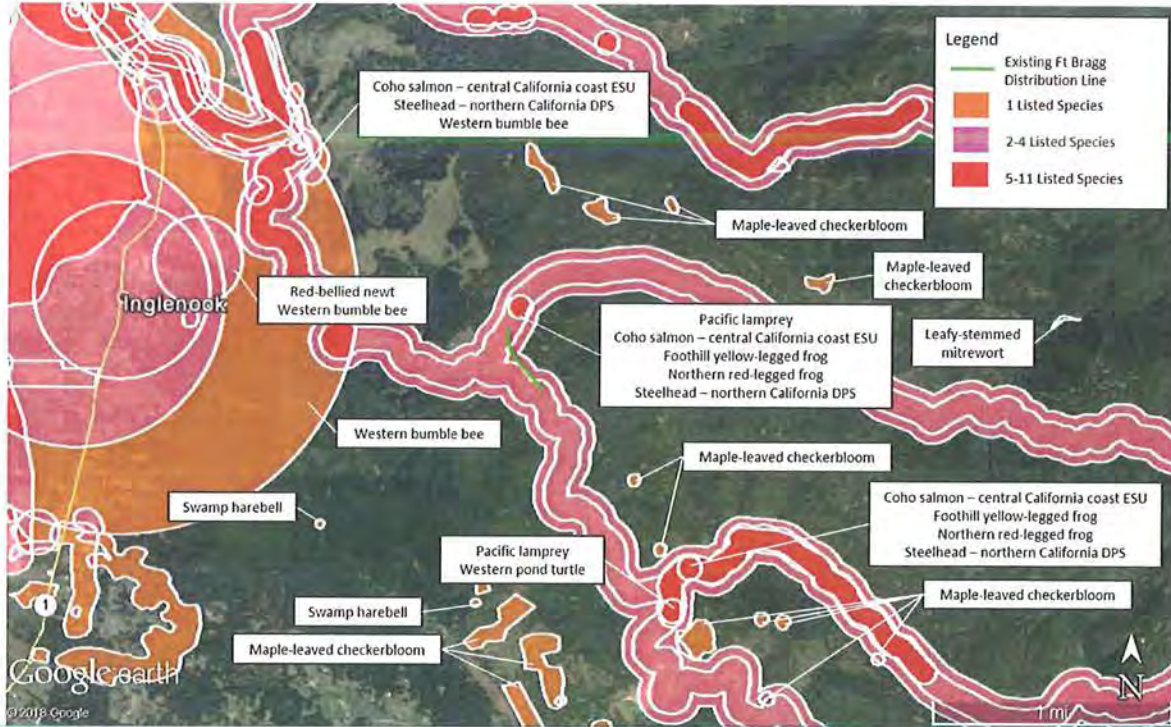 Legend
Existing Ft Bragg
Distribution Line
1 Listed Species
2-4 Listed Species
5-11 Listed Species
Coho salmon – central California coast ESU
Steelhead – northern California DPS
Western bumble bee
Maple-leaved checkerbloom
Maple-leaved
checkerbloom
Red-bellied newt
Western bumble bee
Inglenook
Pacific lamprey
Coho salmon – central California coast ESU
Foothill yellow-legged frog
Northern red-legged frog
Steelhead – northern California DPS
Leafy-stemmed
mitrewort
Western bumble bee
Maple-leaved checkerbloom
Swamp harebell
Coho salmon – central California coast ESU
Foothill yellow-legged frog
Northern red-legged frog
Steelhead – northern California DPS
Pacific lamprey
Western pond turtle
Swamp harebell
Maple-leaved checkerbloom
Maple-leaved checkerbloom
1
Google earth
© 2018 Google
N
1 mi